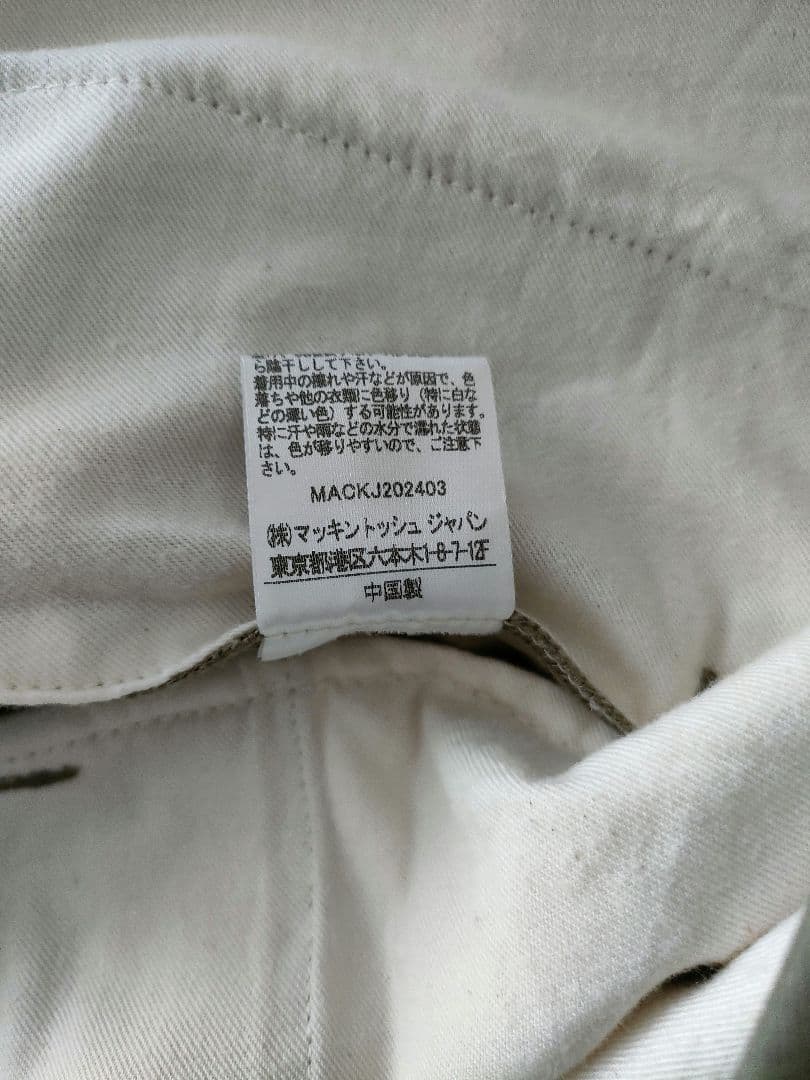 ら陰干しして下さい。
着用中の擦れや汗などが原因で、色
落ちや他の衣類に色移り（特に白な
どの薄い色）する可能性があります。
特に汗や雨などの水分で濡れた状態
は、色が移りやすいので、ご注意下
さい。
MACKJ202403
(株)マッキントッシュ ジャパン
東京都港区六本木1-8-7-12F
中国製